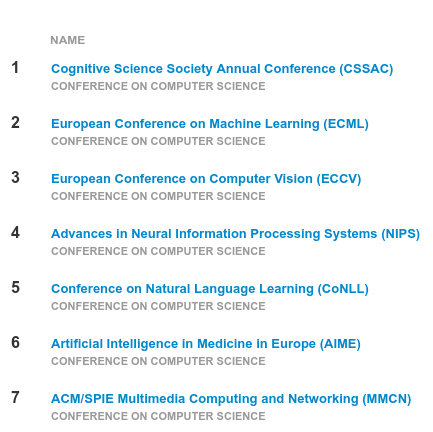 NAME
1 Cognitive Science Society Annual Conference (CSSAC)
CONFERENCE ON COMPUTER SCIENCE
2 European Conference on Machine Learning (ECML)
CONFERENCE ON COMPUTER SCIENCE
3 European Conference on Computer Vision (ECCV)
CONFERENCE ON COMPUTER SCIENCE
4 Advances in Neural Information Processing Systems (NIPS)
CONFERENCE ON COMPUTER SCIENCE
5 Conference on Natural Language Learning (CoNLL)
CONFERENCE ON COMPUTER SCIENCE
6 Artificial Intelligence in Medicine in Europe (AIME)
CONFERENCE ON COMPUTER SCIENCE
7 ACM/SPIE Multimedia Computing and Networking (MMCN)
CONFERENCE ON COMPUTER SCIENCE